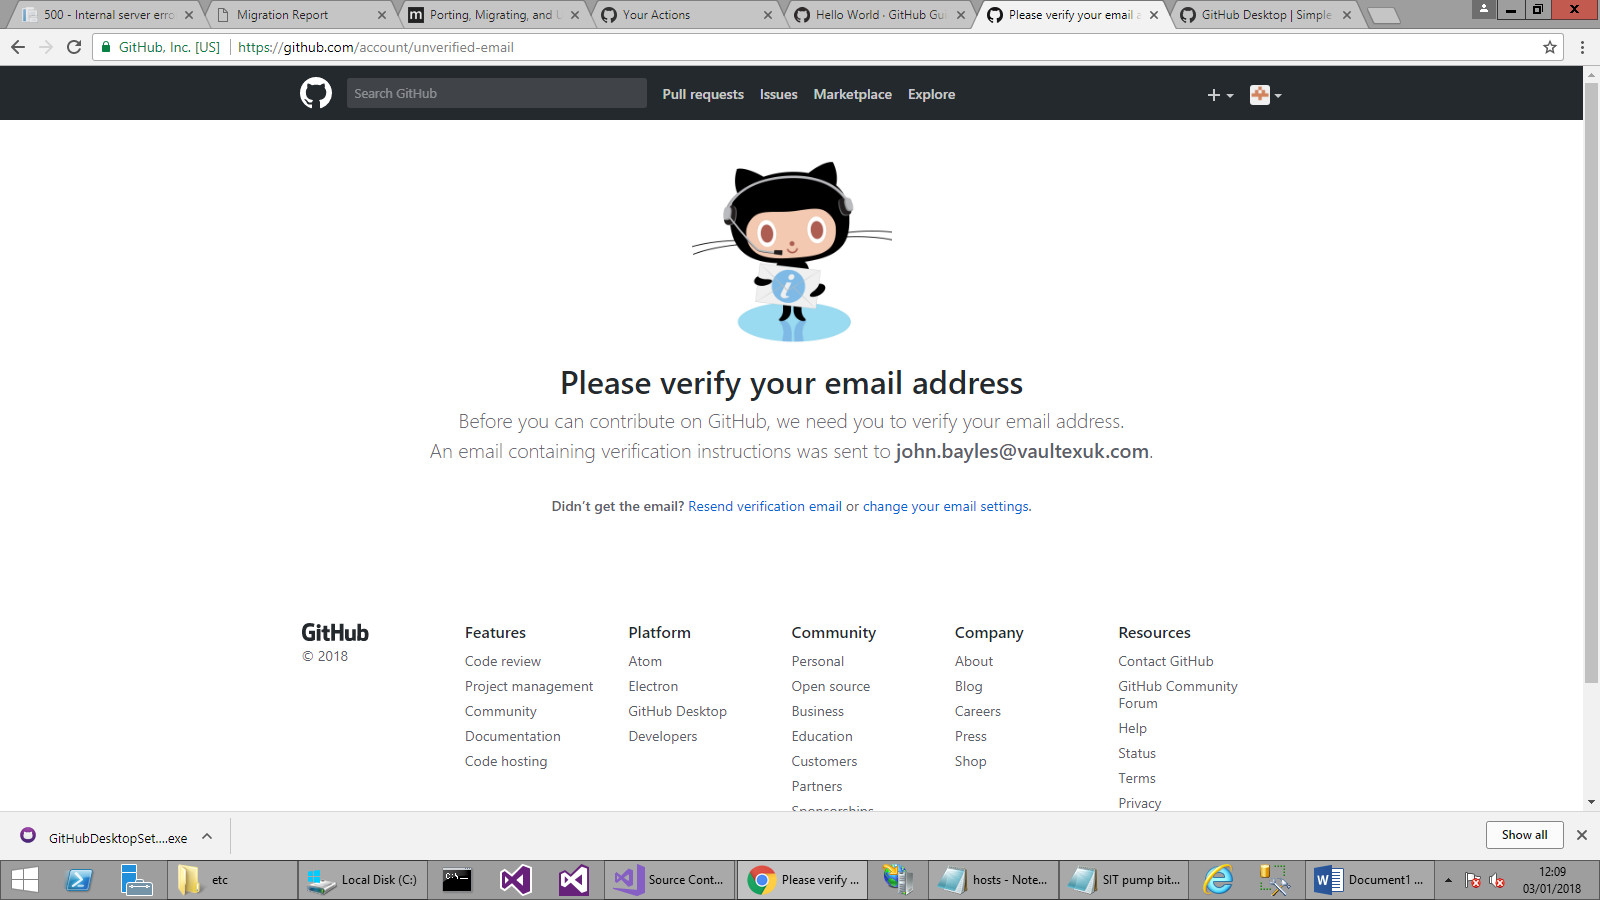 500 - Internal server erro
Migration Report
Porting, Migrating, and U
Your Actions
Hello World · GitHub Gui
Please verify your email a
GitHub Desktop | Simple
GitHub, Inc. [US]
https://github.com/account/unverified-email
Search GitHub
Pull requests
Issues
Marketplace
Explore
Please verify your email address
Before you can contribute on GitHub, we need you to verify your email address.
An email containing verification instructions was sent to john.bayles@vaultexuk.com.
Didn't get the email? Resend verification email or change your email settings.
GitHub
© 2018
Features
Code review
Project management
Community
Documentation
Code hosting
Platform
Atom
Electron
GitHub Desktop
Developers
Community
Personal
Open source
Business
Education
Customers
Partners
Sponsorships
Company
About
Blog
Careers
Press
Shop
Resources
Contact GitHub
GitHub Community
Forum
Help
Status
Terms
Privacy
GitHubDesktopSet....exe
Show all
etc
Local Disk (C:)
Source Cont...
Please verify ...
hosts - Note...
SIT pump bit...
Document1 ...
12:09
03/01/2018